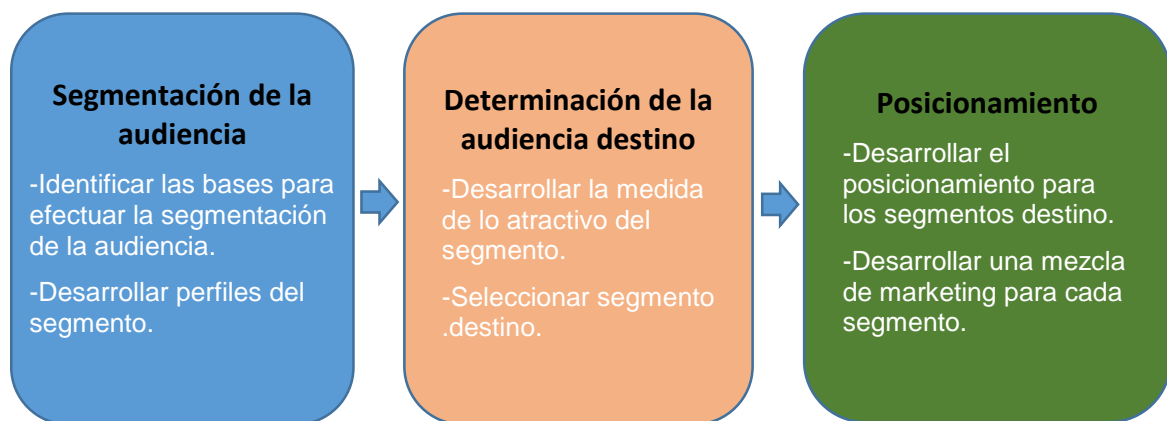 Segmentación de la
audiencia
-Identificar las bases para
efectuar la segmentación
de la audiencia.
-Desarrollar perfiles del
segmento.
Determinación de la
audiencia destino
-Desarrollar la medida
de lo atractivo del
segmento.
-Seleccionar segmento
.destino.
Posicionamiento
-Desarrollar el
posicionamiento para
los segmentos destino.
-Desarrollar una mezcla
de marketing para cada
segmento.